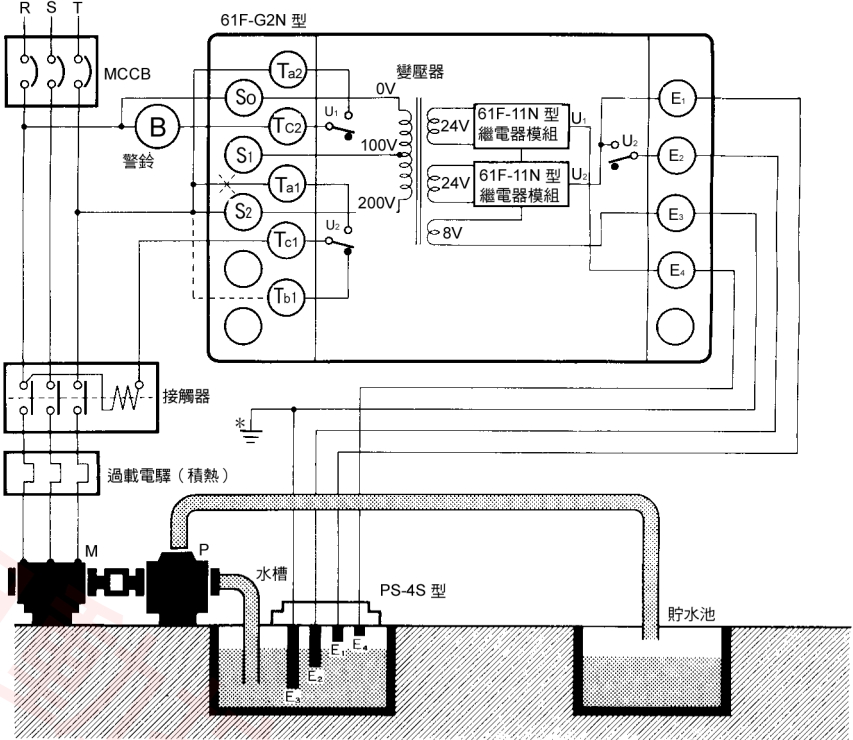 R S T
61F-G2N 型
MCCB
Ta2
變壓器
S0
0V
E1
B
Tc2
U1
24V
61F-11N 型
繼電器模組
U1
警鈴
S1
100V
U2
E2
Ta1
24V
61F-11N 型
繼電器模組
U2
S2
200V
E3
Tc1
U2
8V
E4
Tb1
接觸器
*
過載電驛（積熱）
M
P
水槽
PS-4S 型
貯水池
E1
E4
E2
E3